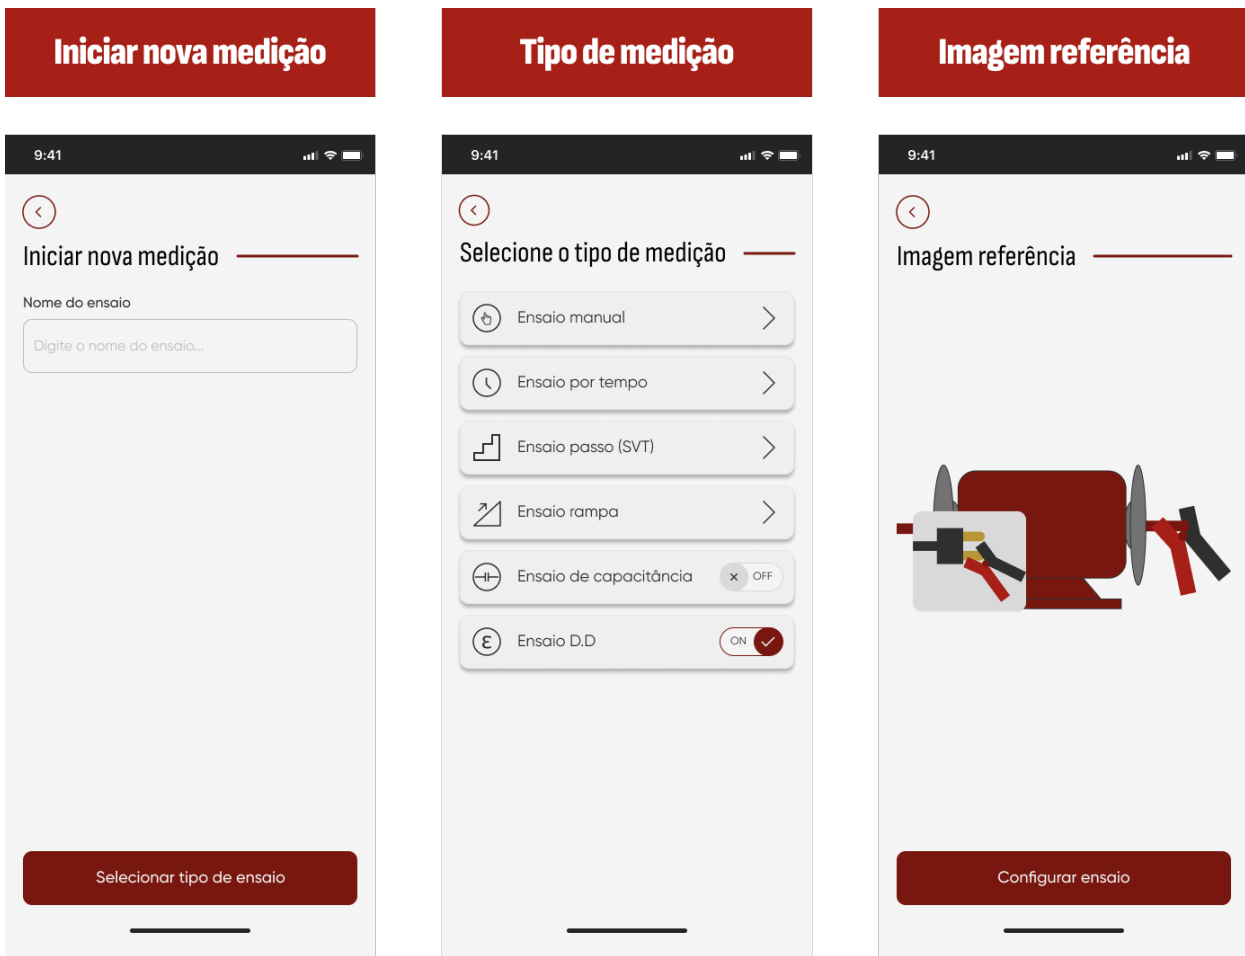 Iniciar nova medição
Tipo de medição
Imagem referência
9:41
Iniciar nova medição
Nome do ensaio
Digite o nome do ensaio...
Selecionar tipo de ensaio
9:41
Selecione o tipo de medição
Ensaio manual
Ensaio por tempo
Ensaio passo (SVT)
Ensaio rampa
Ensaio de capacitância
OFF
Ensaio D.D
ON
9:41
Imagem referência
Configurar ensaio